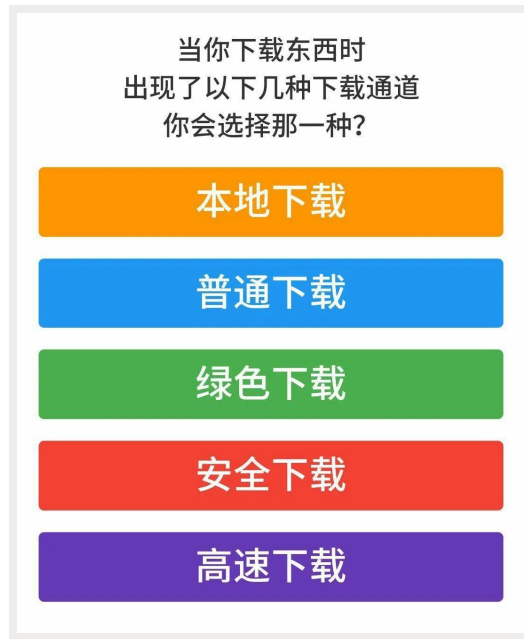 当你下载东西时
出现了以下几种下载通道
你会选择那一种？
本地下载
普通下载
绿色下载
安全下载
高速下载